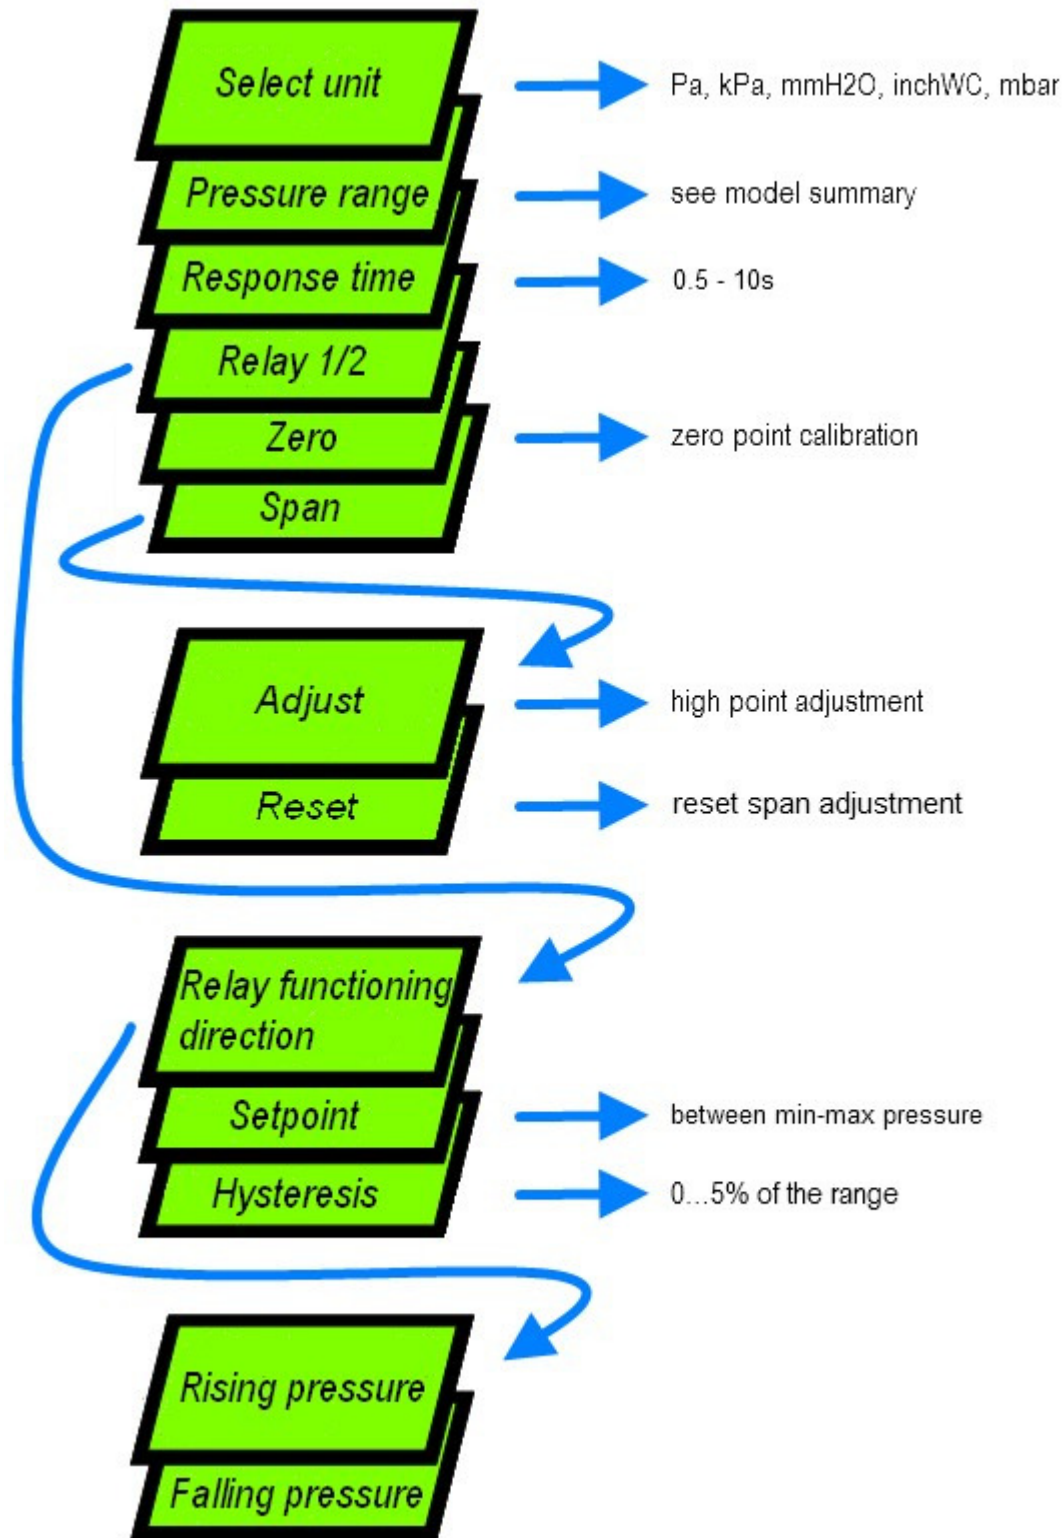 Select unit
Pa, kPa, mmH2O, inchWC, mbar
Pressure range
see model summary
Response time
0.5 - 10s
Relay 1/2
Zero
zero point calibration
Span
Adjust
high point adjustment
Reset
reset span adjustment
Relay functioning
direction
Setpoint
between min-max pressure
Hysteresis
0...5% of the range
Rising pressure
Falling pressure